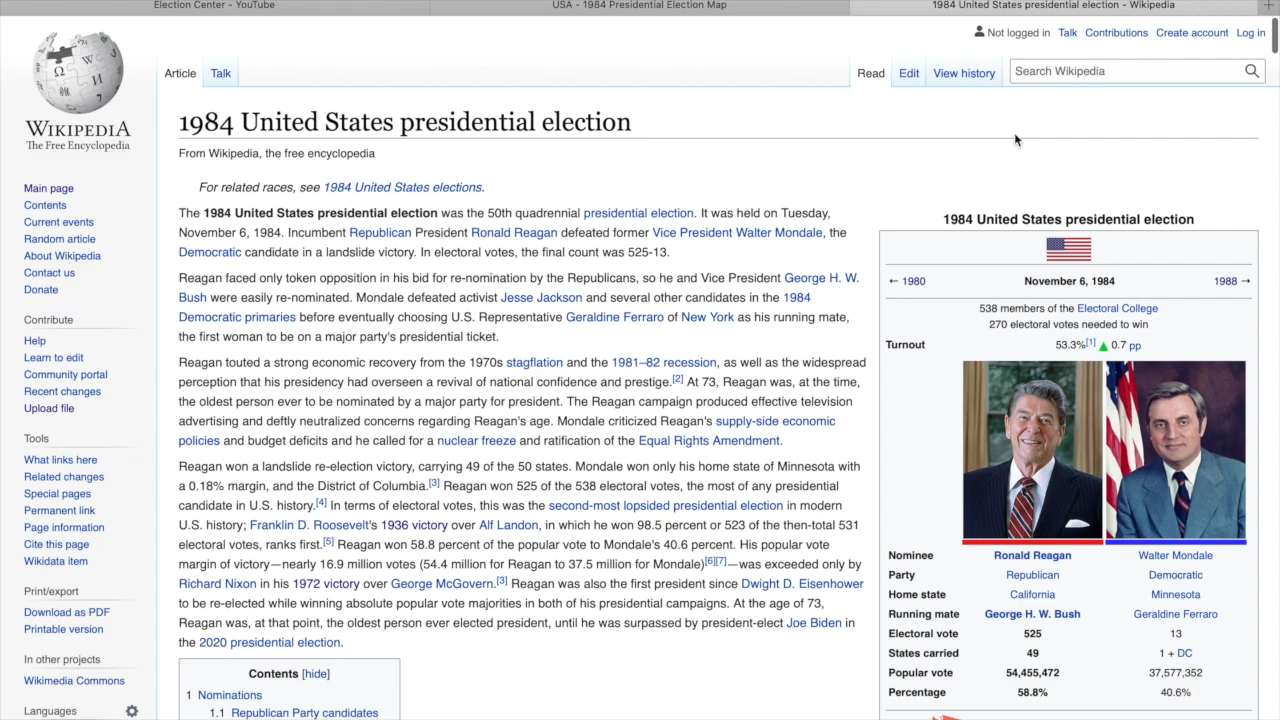 Election Center - YouTube
USA - 1984 Presidential Election Map
1984 United States presidential election - Wikipedia
Not logged in Talk Contributions Create account Log in
Article Talk
Read Edit View history
Search Wikipedia
WIKIPEDIA
The Free Encyclopedia
Main page
Contents
Current events
Random article
About Wikipedia
Contact us
Donate
Contribute
Help
Learn to edit
Community portal
Recent changes
Upload file
Tools
What links here
Related changes
Special pages
Permanent link
Page information
Cite this page
Wikidata item
Print/export
Download as PDF
Printable version
In other projects
Wikimedia Commons
Languages
1984 United States presidential election
From Wikipedia, the free encyclopedia
For related races, see 1984 United States elections.
The 1984 United States presidential election was the 50th quadrennial presidential election. It was held on Tuesday,
November 6, 1984. Incumbent Republican President Ronald Reagan defeated former Vice President Walter Mondale, the
Democratic candidate in a landslide victory. In electoral votes, the final count was 525-13.
Reagan faced only token opposition in his bid for re-nomination by the Republicans, so he and Vice President George H. W.
Bush were easily re-nominated. Mondale defeated activist Jesse Jackson and several other candidates in the 1984
Democratic primaries before eventually choosing U.S. Representative Geraldine Ferraro of New York as his running mate,
the first woman to be on a major party's presidential ticket.
Reagan touted a strong economic recovery from the 1970s stagflation and the 1981–82 recession, as well as the widespread
perception that his presidency had overseen a revival of national confidence and prestige.[2] At 73, Reagan was, at the time,
the oldest person ever to be nominated by a major party for president. The Reagan campaign produced effective television
advertising and deftly neutralized concerns regarding Reagan's age. Mondale criticized Reagan's supply-side economic
policies and budget deficits and he called for a nuclear freeze and ratification of the Equal Rights Amendment.
Reagan won a landslide re-election victory, carrying 49 of the 50 states. Mondale won only his home state of Minnesota with
a 0.18% margin, and the District of Columbia.[3] Reagan won 525 of the 538 electoral votes, the most of any presidential
candidate in U.S. history.[4] In terms of electoral votes, this was the second-most lopsided presidential election in modern
U.S. history; Franklin D. Roosevelt's 1936 victory over Alf Landon, in which he won 98.5 percent or 523 of the then-total 531
electoral votes, ranks first.[5] Reagan won 58.8 percent of the popular vote to Mondale's 40.6 percent. His popular vote
margin of victory—nearly 16.9 million votes (54.4 million for Reagan to 37.5 million for Mondale)[6][7]—was exceeded only by
Richard Nixon in his 1972 victory over George McGovern.[3] Reagan was also the first president since Dwight D. Eisenhower
to be re-elected while winning absolute popular vote majorities in both of his presidential campaigns. At the age of 73,
Reagan was, at that point, the oldest person ever elected president, until he was surpassed by president-elect Joe Biden in
the 2020 presidential election.
Contents [hide]
1 Nominations
1.1 Republican Party candidates
1984 United States presidential election
← 1980 November 6, 1984 1988 →
538 members of the Electoral College
270 electoral votes needed to win
Turnout 53.3%[1] ▲ 0.7 pp
Nominee Ronald Reagan Walter Mondale
Party Republican Democratic
Home state California Minnesota
Running mate George H. W. Bush Geraldine Ferraro
Electoral vote 525 13
States carried 49 1 + DC
Popular vote 54,455,472 37,577,352
Percentage 58.8% 40.6%